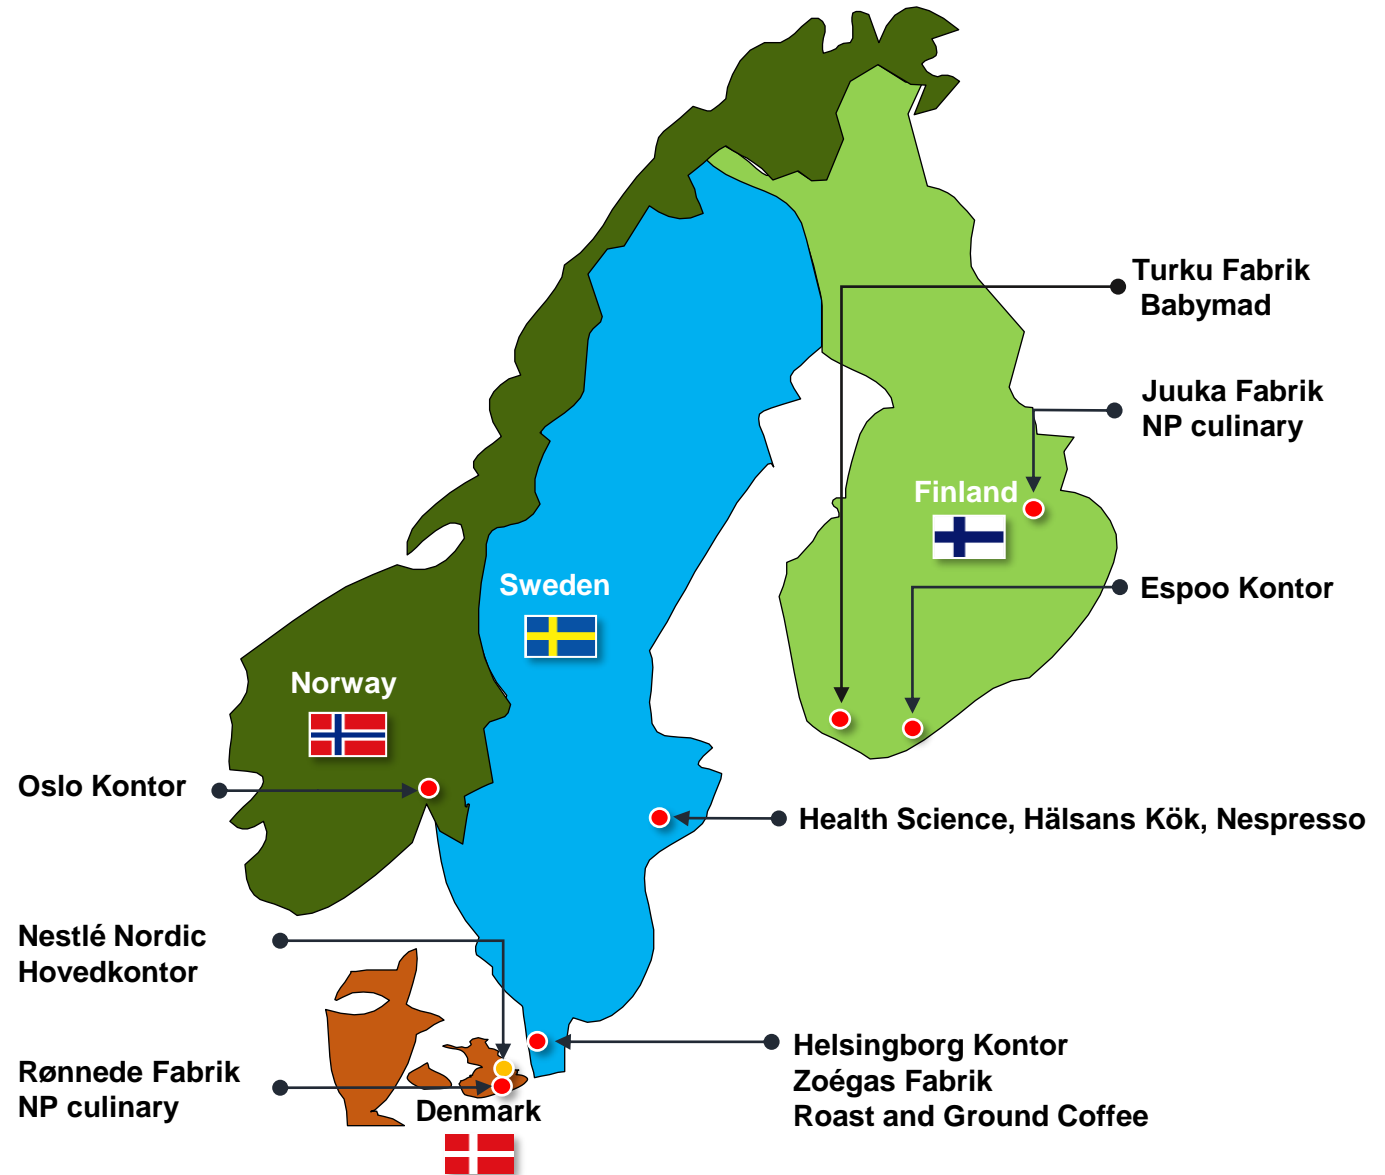 Turku Fabrik
Babymad
Juuka Fabrik
NP culinary
Finland
Espoo Kontor
Sweden
Norway
Oslo Kontor
Health Science, Hälsans Kök, Nespresso
Nestlé Nordic
Hovedkontor
Helsingborg Kontor
Zoégas Fabrik
Roast and Ground Coffee
Rønnede Fabrik
NP culinary
Denmark